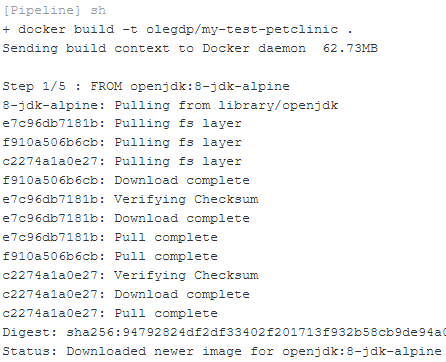 [Pipeline] sh
+ docker build -t olegdp/my-test-petclinic .
Sending build context to Docker daemon  62.73MB
Step 1/5 : FROM openjdk:8-jdk-alpine
8-jdk-alpine: Pulling from library/openjdk
e7c96db7181b: Pulling fs layer
f910a506b6cb: Pulling fs layer
c2274a1a0e27: Pulling fs layer
f910a506b6cb: Download complete
e7c96db7181b: Verifying Checksum
e7c96db7181b: Download complete
e7c96db7181b: Pull complete
f910a506b6cb: Pull complete
c2274a1a0e27: Verifying Checksum
c2274a1a0e27: Download complete
c2274a1a0e27: Pull complete
Digest: sha256:94792824df2df33402f201713f932b58cb9de94a0
Status: Downloaded newer image for openjdk:8-jdk-alpine